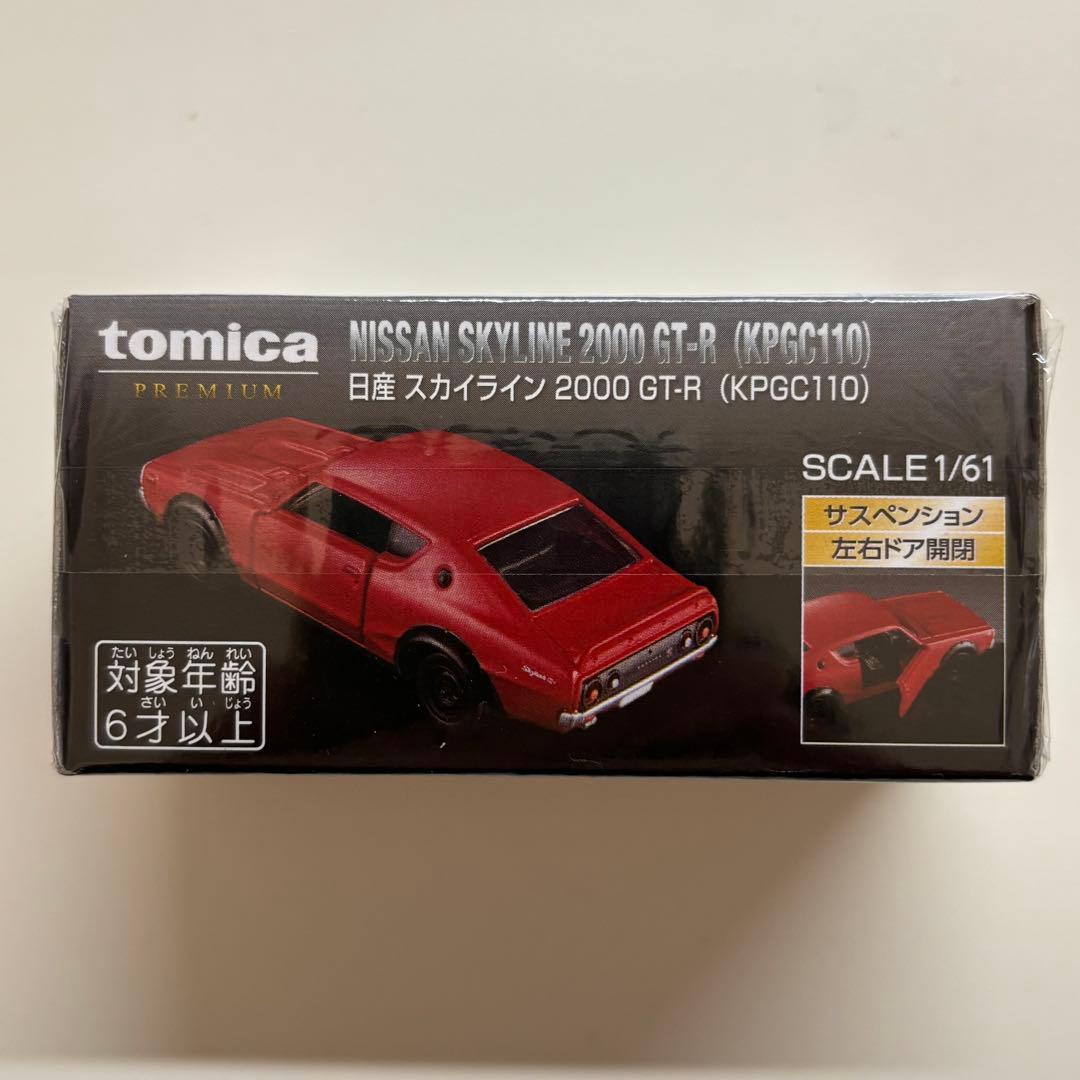 tomica
PREMIUM
NISSAN SKYLINE 2000 GT-R (KPGC110)
日産 スカイライン 2000 GT-R (KPGC110)
SCALE 1/61
サスペンション
左右ドア開閉
たい しょう ねん れい
対象年齢
さい い じょう
6才以上